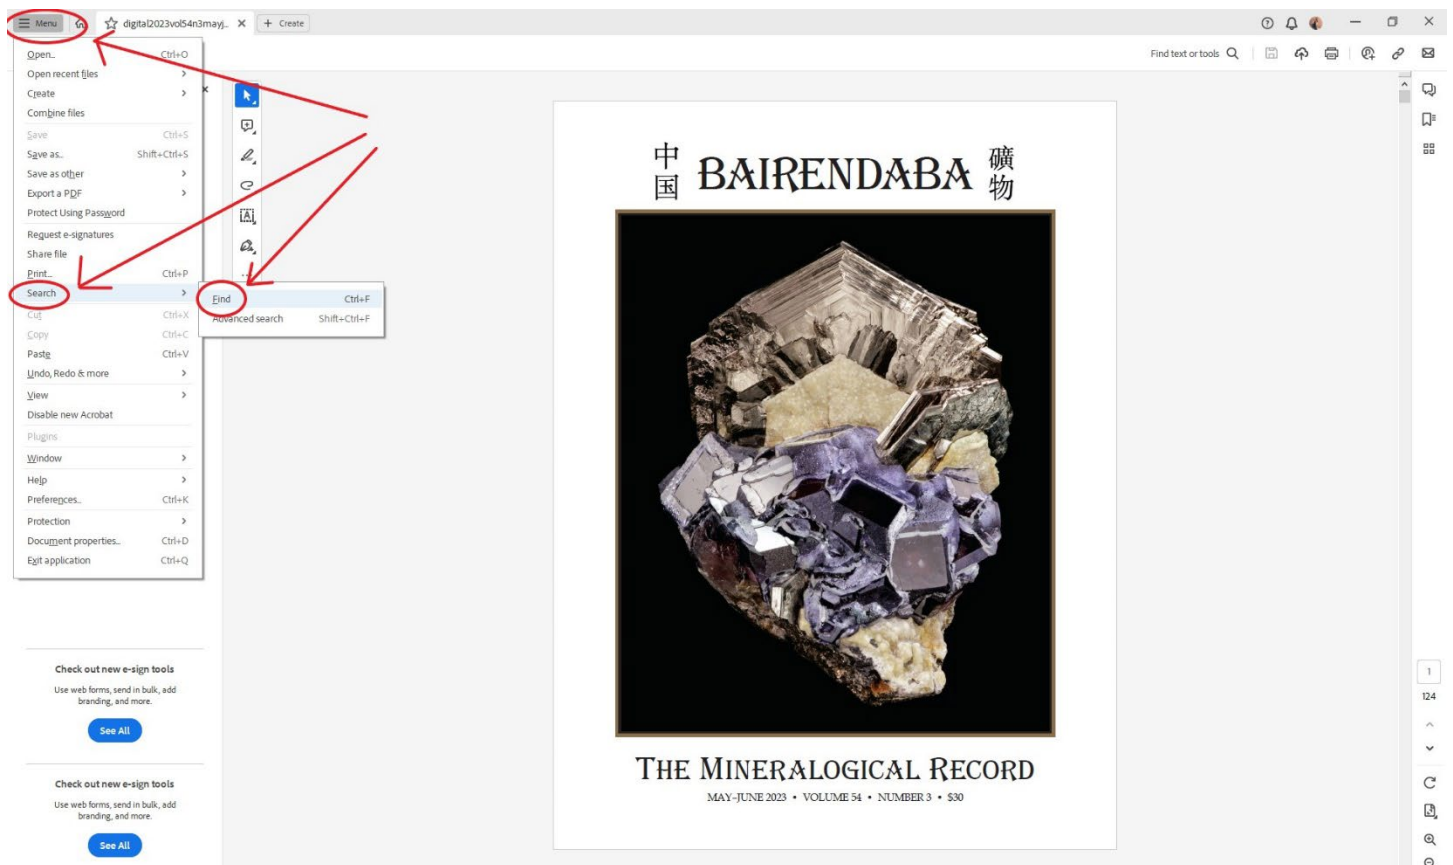 Menu
digital2023vol54n3mayj..
+ Create
Find text or tools
Open.. Ctrl+O
Open recent files
Create
Combine files
Save Ctrl+S
Save as.. Shift+Ctrl+S
Save as other
Export a PDF
Protect Using Password
Request e-signatures
Share file
Print... Ctrl+P
Search
Find Ctrl+F
Advanced search Shift+Ctrl+F
Cut Ctrl+X
Copy Ctrl+C
Paste Ctrl+V
Undo, Redo & more
View
Disable new Acrobat
Plugins
Window
Help
Preferences.. Ctrl+K
Protection
Document properties.. Ctrl+D
Exit application Ctrl+Q
Check out new e-sign tools
Use web forms, send in bulk, add
branding, and more.
See All
Check out new e-sign tools
Use web forms, send in bulk, add
branding, and more.
See All
中国
BAIRENDABA
礦物
THE MINERALOGICAL RECORD
MAY–JUNE 2023 • VOLUME 54 • NUMBER 3 • $30
1
124